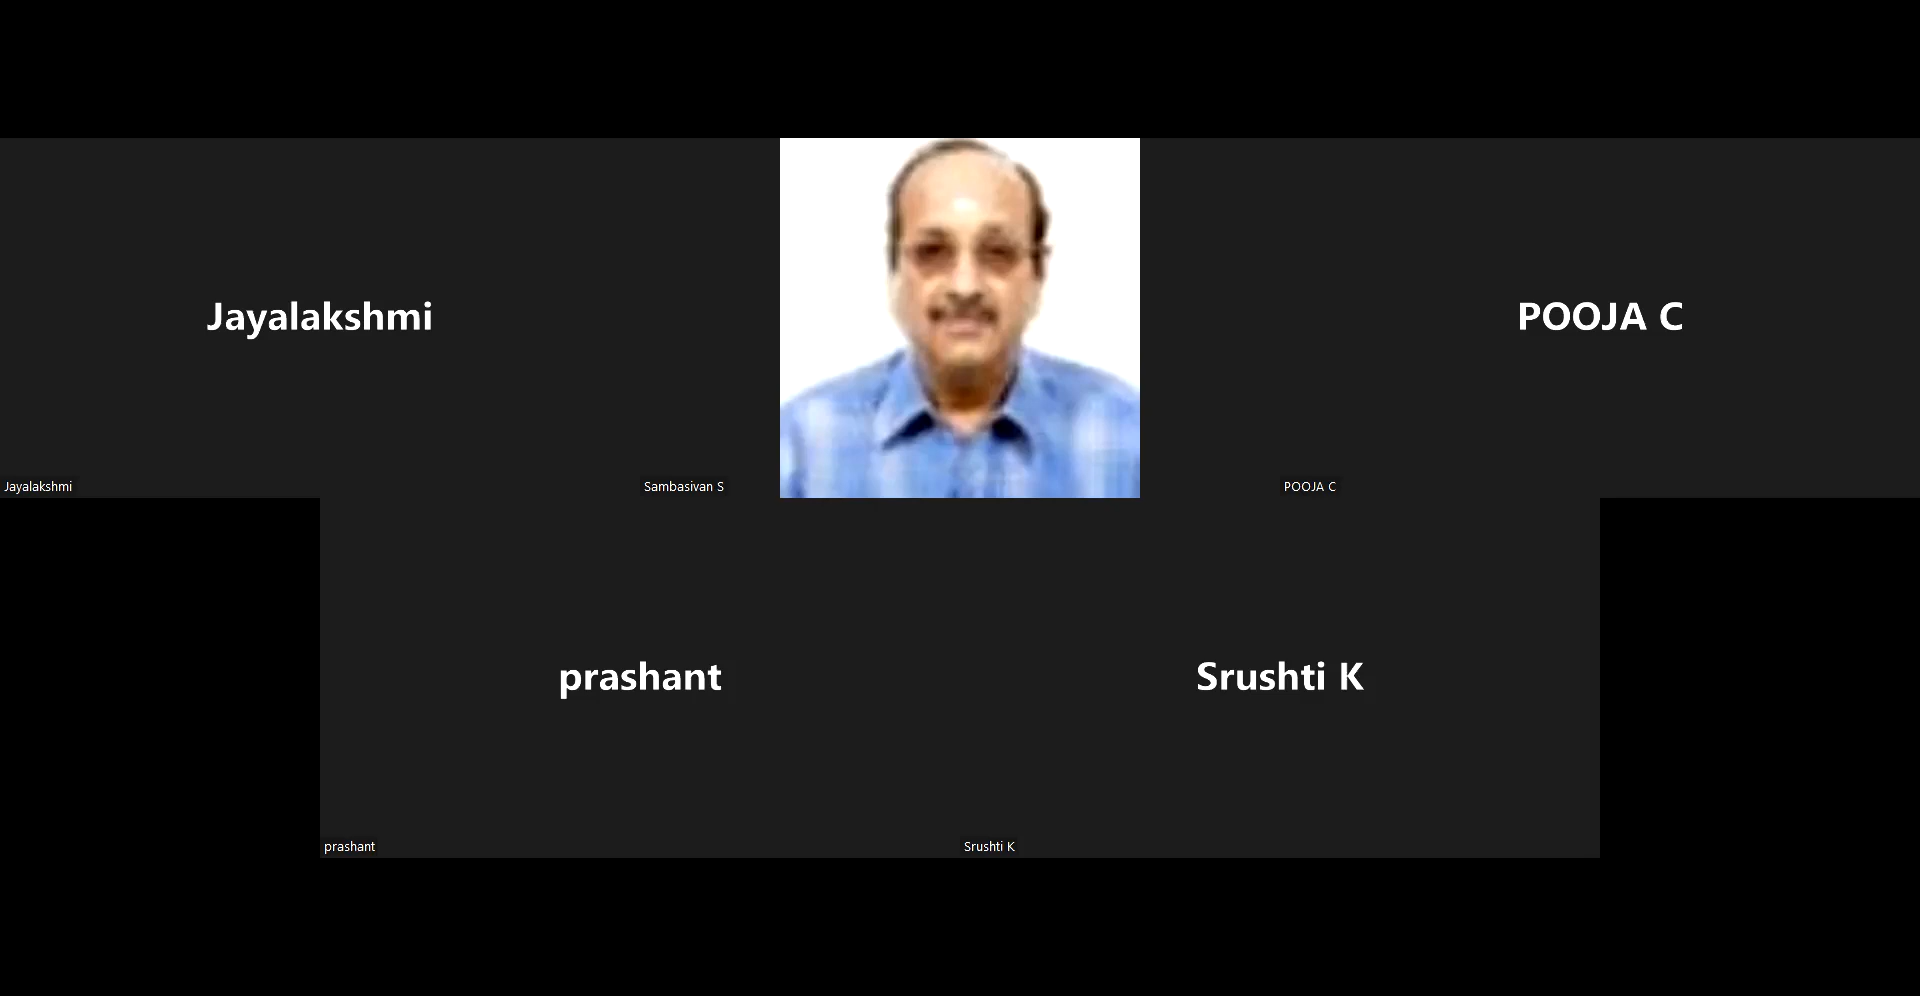 Jayalakshmi
POOJA C
Jayalakshmi
Sambasivan S
POOJA C
prashant
Srushti K
prashant
Srushti K